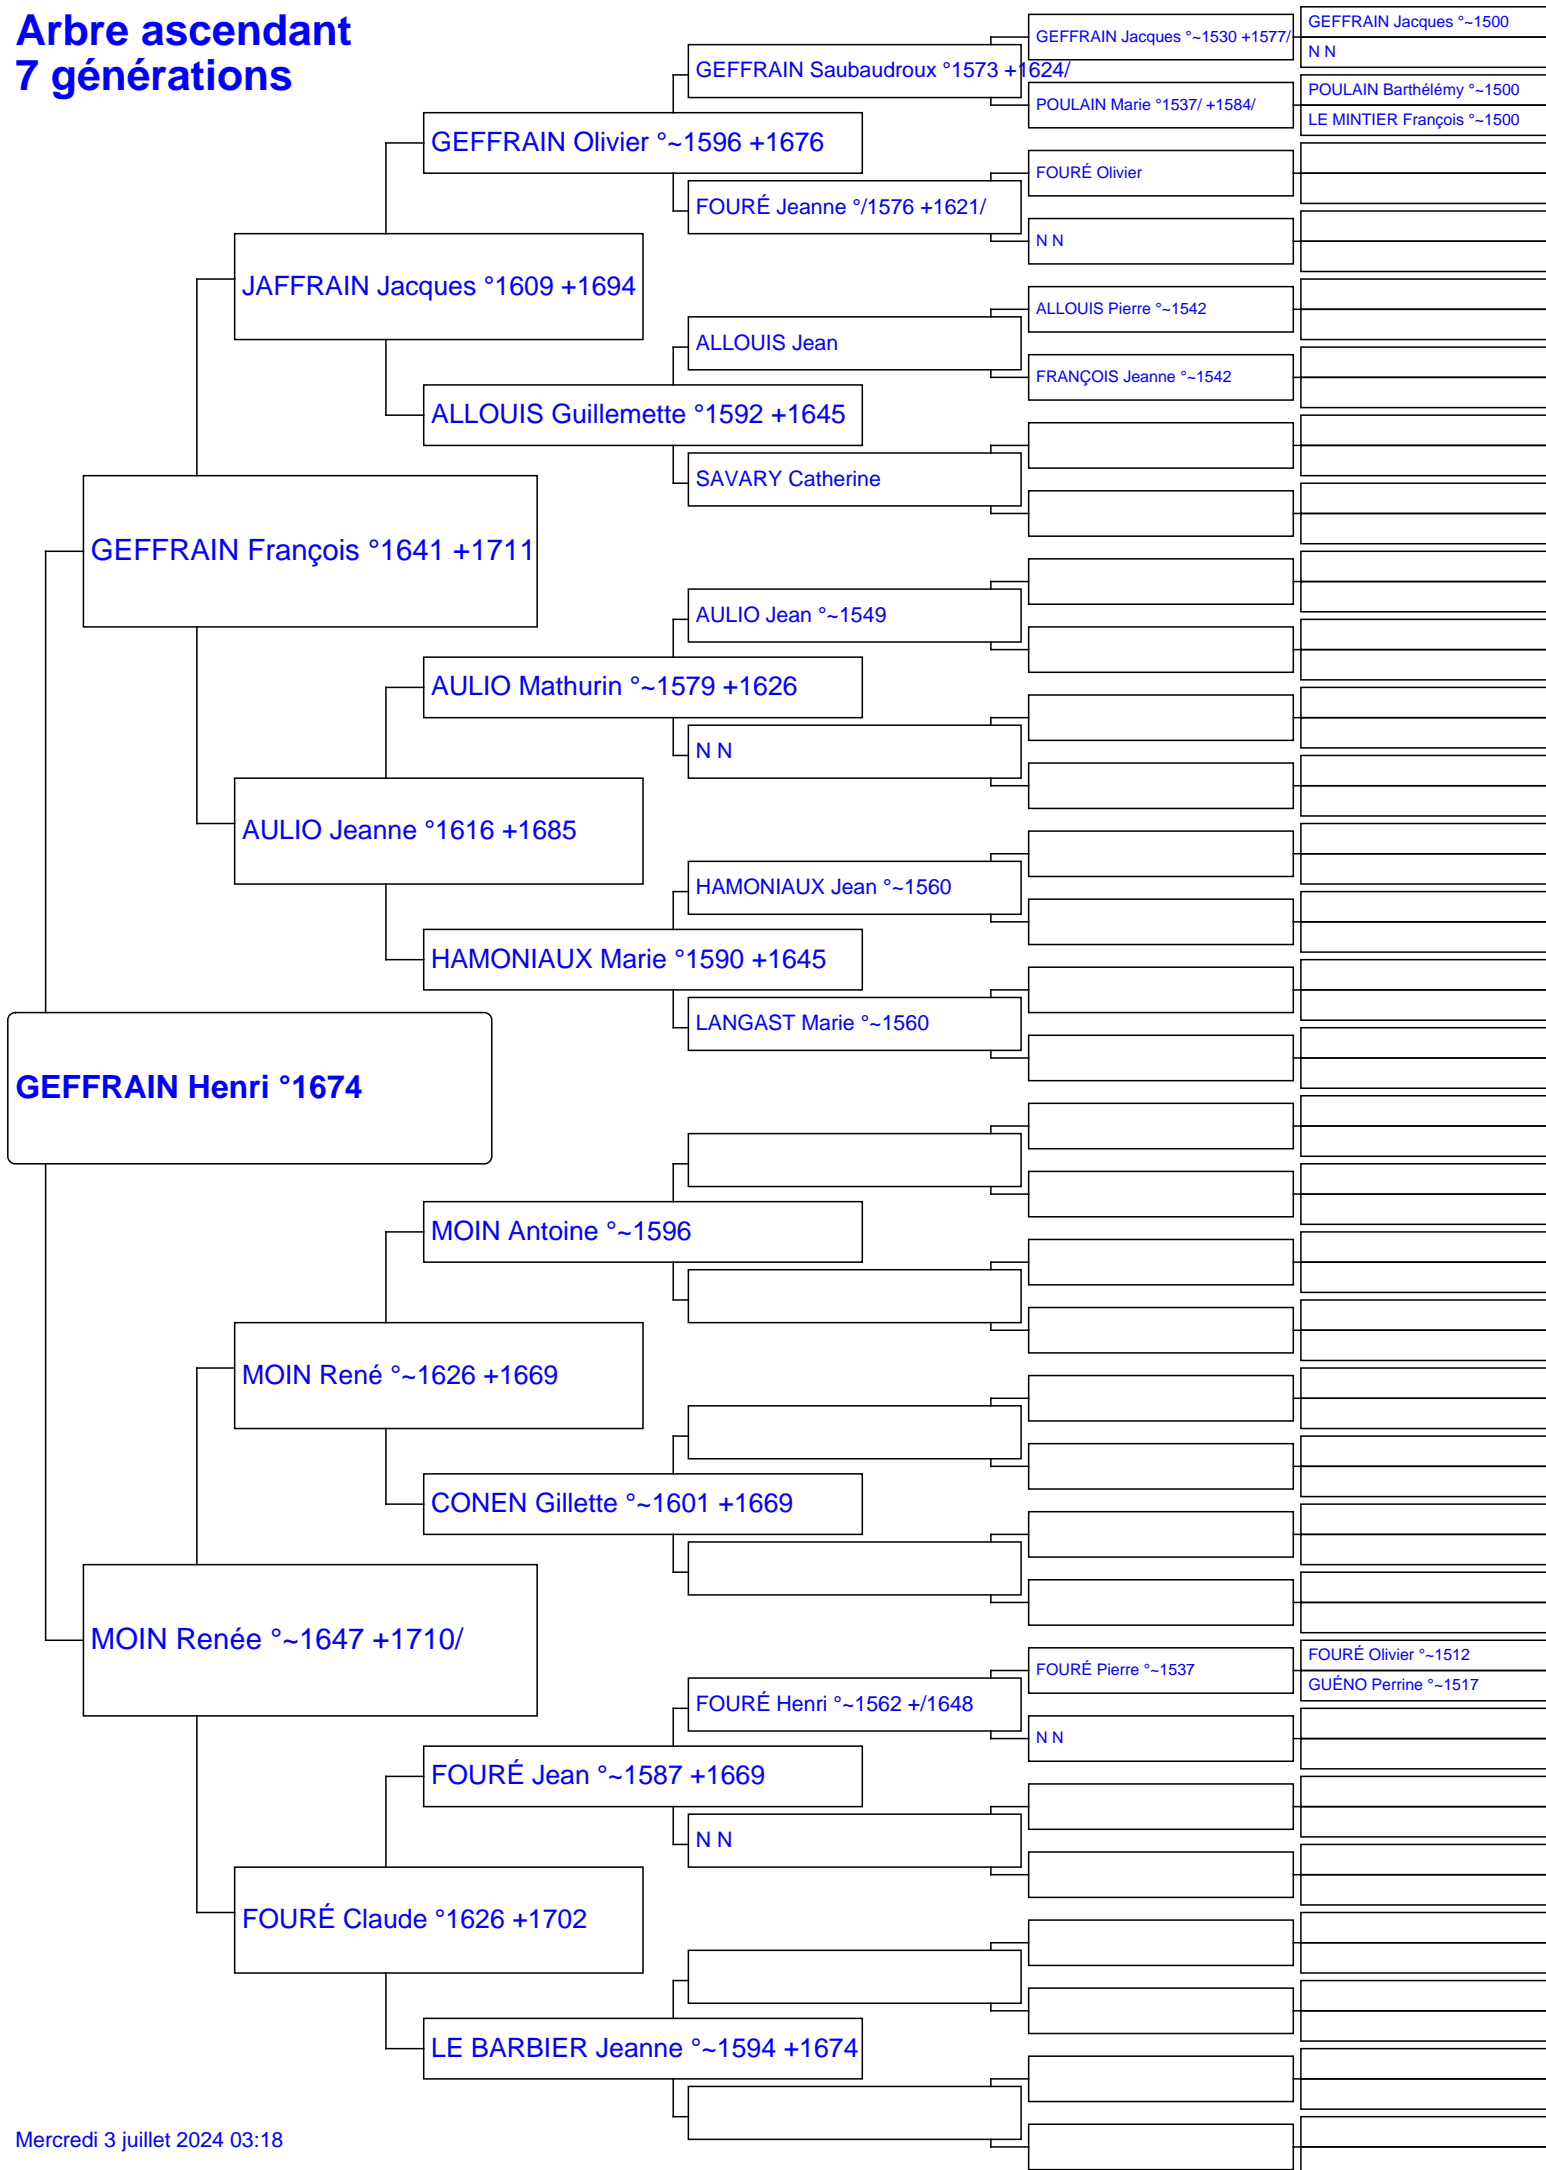 Arbre ascendant
7 générations
GEFFRAIN Henri °1674
GEFFRAIN François °1641 +1711
MOIN Renée °~1647 +1710/
JAFFRAIN Jacques °1609 +1694
AULIO Jeanne °1616 +1685
MOIN René °~1626 +1669
FOURÉ Claude °1626 +1702
GEFFRAIN Olivier °~1596 +1676
ALLOUIS Guillemette °1592 +1645
AULIO Mathurin °~1579 +1626
HAMONIAUX Marie °1590 +1645
MOIN Antoine °~1596
CONEN Gillette °~1601 +1669
FOURÉ Jean °~1587 +1669
LE BARBIER Jeanne °~1594 +1674
GEFFRAIN Saubaudroux °1573 +1624/
FOURÉ Jeanne °/1576 +1621/
ALLOUIS Jean
SAVARY Catherine
AULIO Jean °~1549
N N
HAMONIAUX Jean °~1560
LANGAST Marie °~1560
FOURÉ Henri °~1562 +/1648
N N
GEFFRAIN Jacques °~1530 +1577/
POULAIN Marie °1537/ +1584/
FOURÉ Olivier
N N
ALLOUIS Pierre °~1542
FRANÇOIS Jeanne °~1542
FOURÉ Pierre °~1537
N N
GEFFRAIN Jacques °~1500
N N
POULAIN Barthélémy °~1500
LE MINTIER François °~1500
FOURÉ Olivier °~1512
GUÉNO Perrine °~1517
Mercredi 3 juillet 2024 03:18